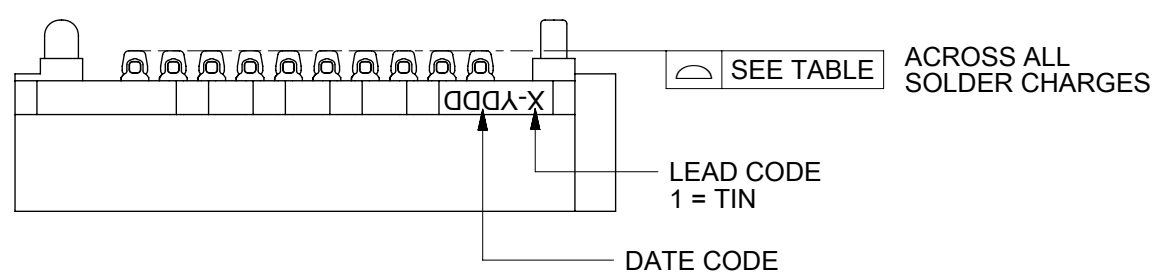 SEE TABLE
ACROSS ALL
SOLDER CHARGES
X-YDDD
LEAD CODE
1 = TIN
DATE CODE